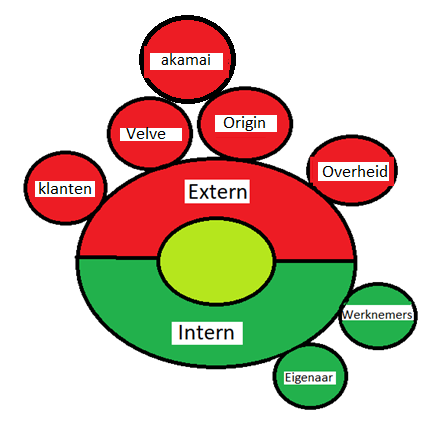 akamai
Velve
Origin
klanten
Overheid
Extern
Intern
Werknemers
Eigenaar